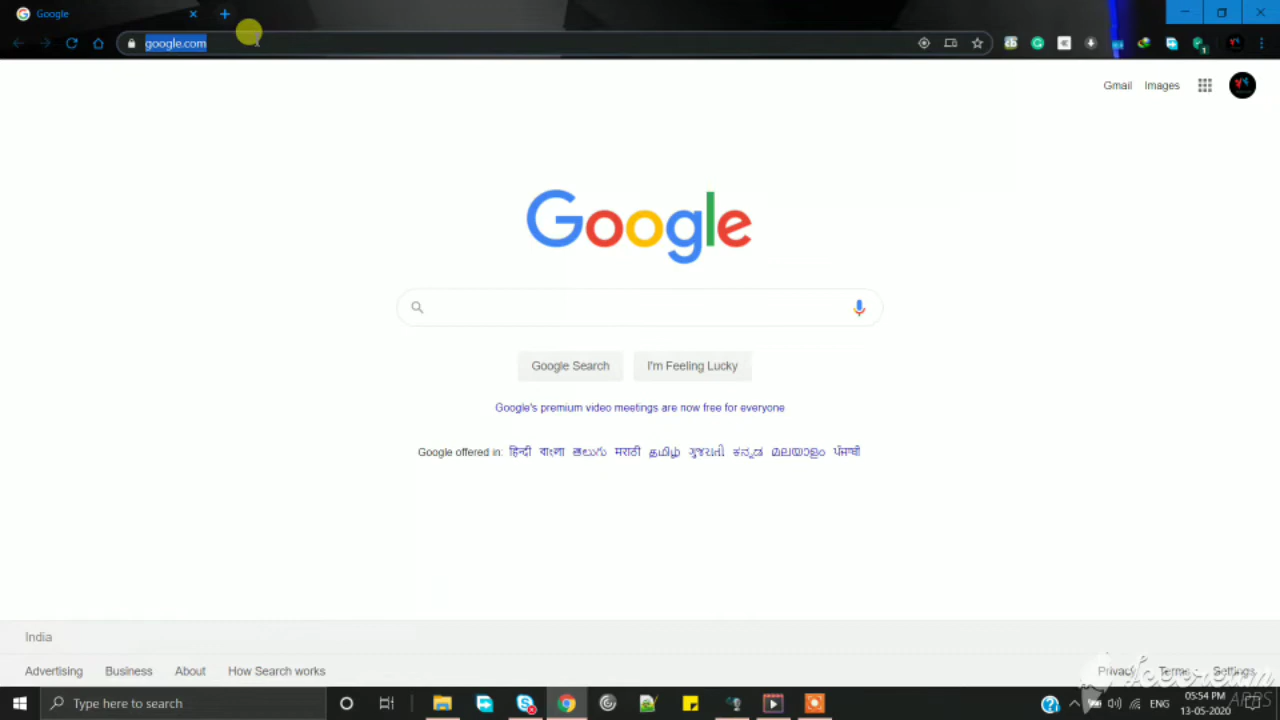 Google
google.com
1
Gmail Images
Google
Google Search I'm Feeling Lucky
Google's premium video meetings are now free for everyone
Google offered in: हिन्दी বাংলা తెలుగు मराठी தமிழ் ગુજરાતી ಕನ್ನಡ മലയാളം ਪੰਜਾਬੀ
India
Advertising Business About How Search works
Privacy Terms Settings
Type here to search
ENG
05:54 PM
13-05-2020
APPS